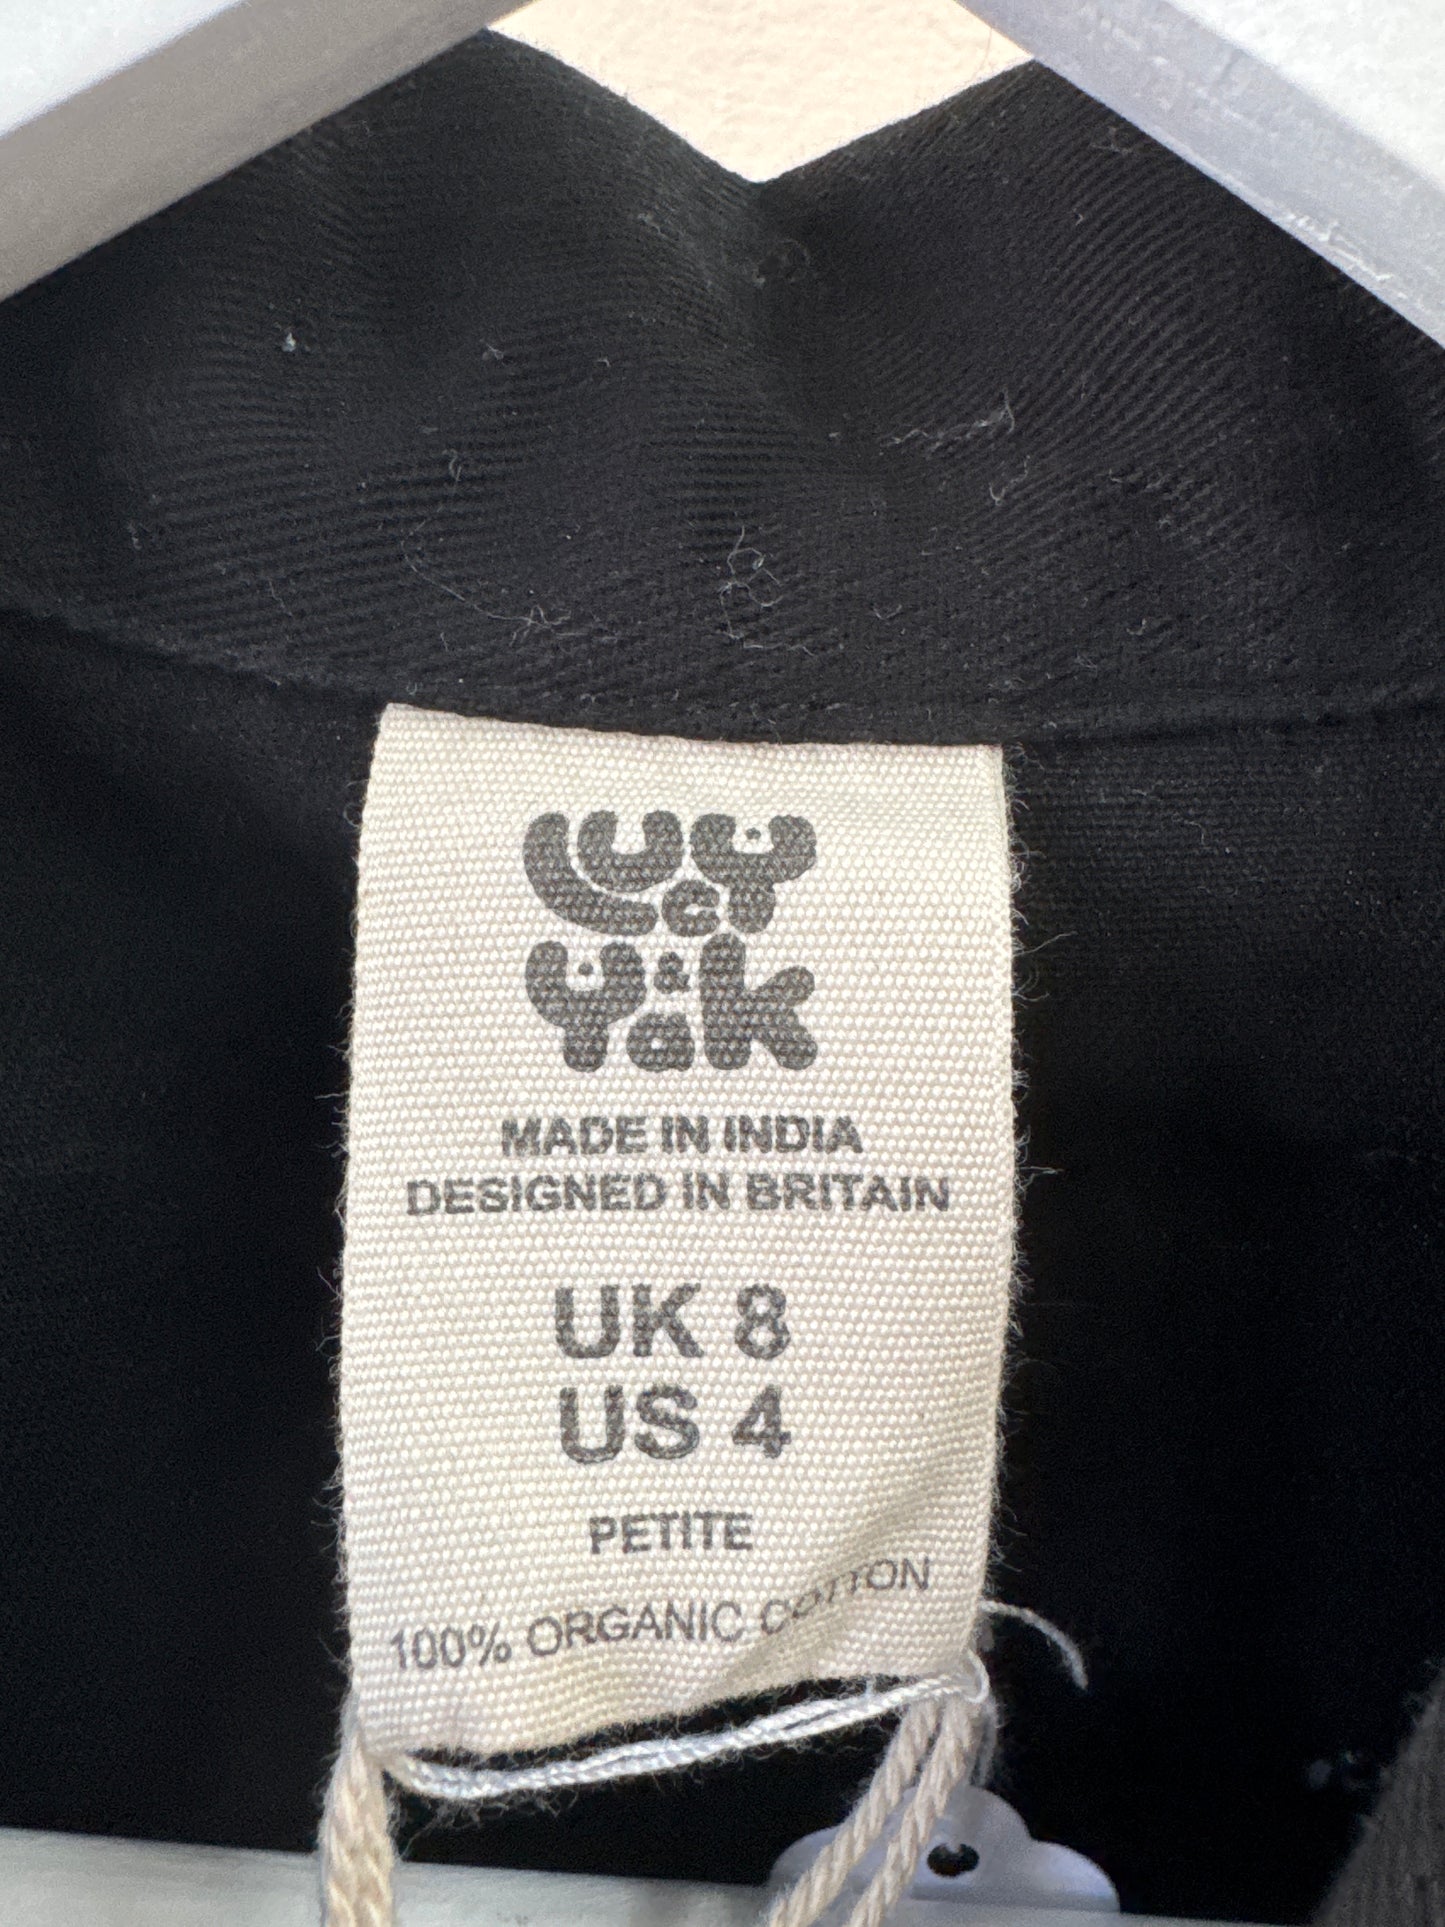 Lucy
& Yak
MADE IN INDIA
DESIGNED IN BRITAIN
UK 8
US 4
PETITE
100% ORGANIC COTTON